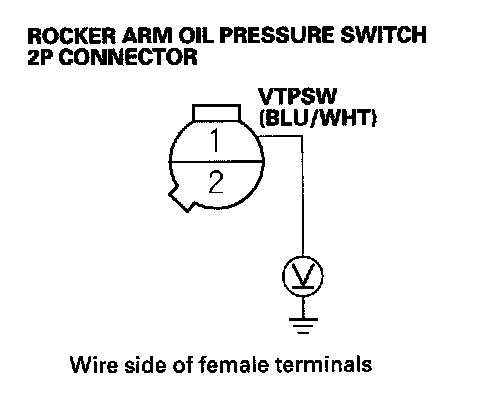 ROCKER ARM OIL PRESSURE SWITCH
2P CONNECTOR
VTPSW
(BLU/WHT)
1
2
V
Wire side of female terminals